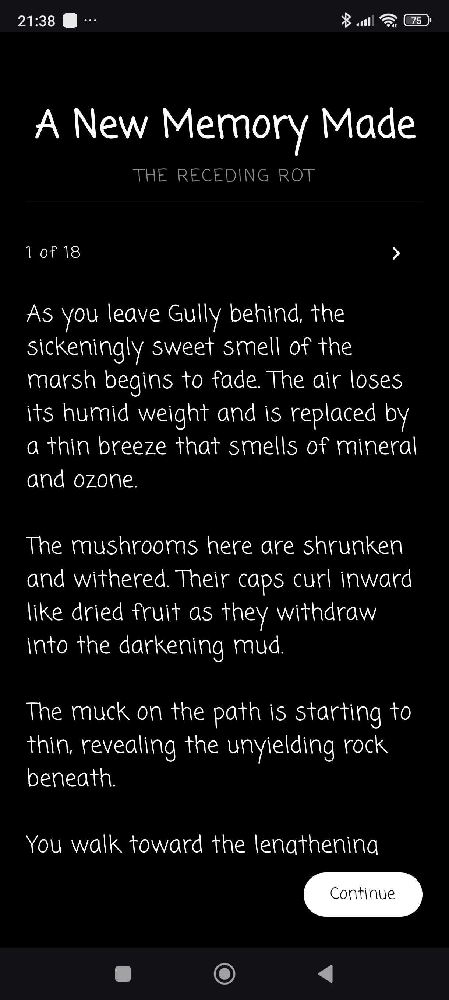 21:38
75
A New Memory Made
THE RECEDING ROT
1 of 18
As you leave Gully behind, the
sickeningly sweet smell of the
marsh begins to fade. The air loses
its humid weight and is replaced by
a thin breeze that smells of mineral
and ozone.
The mushrooms here are shrunken
and withered. Their caps curl inward
like dried fruit as they withdraw
into the darkening mud.
The muck on the path is starting to
thin, revealing the unyielding rock
beneath.
You walk toward the lengthening
Continue